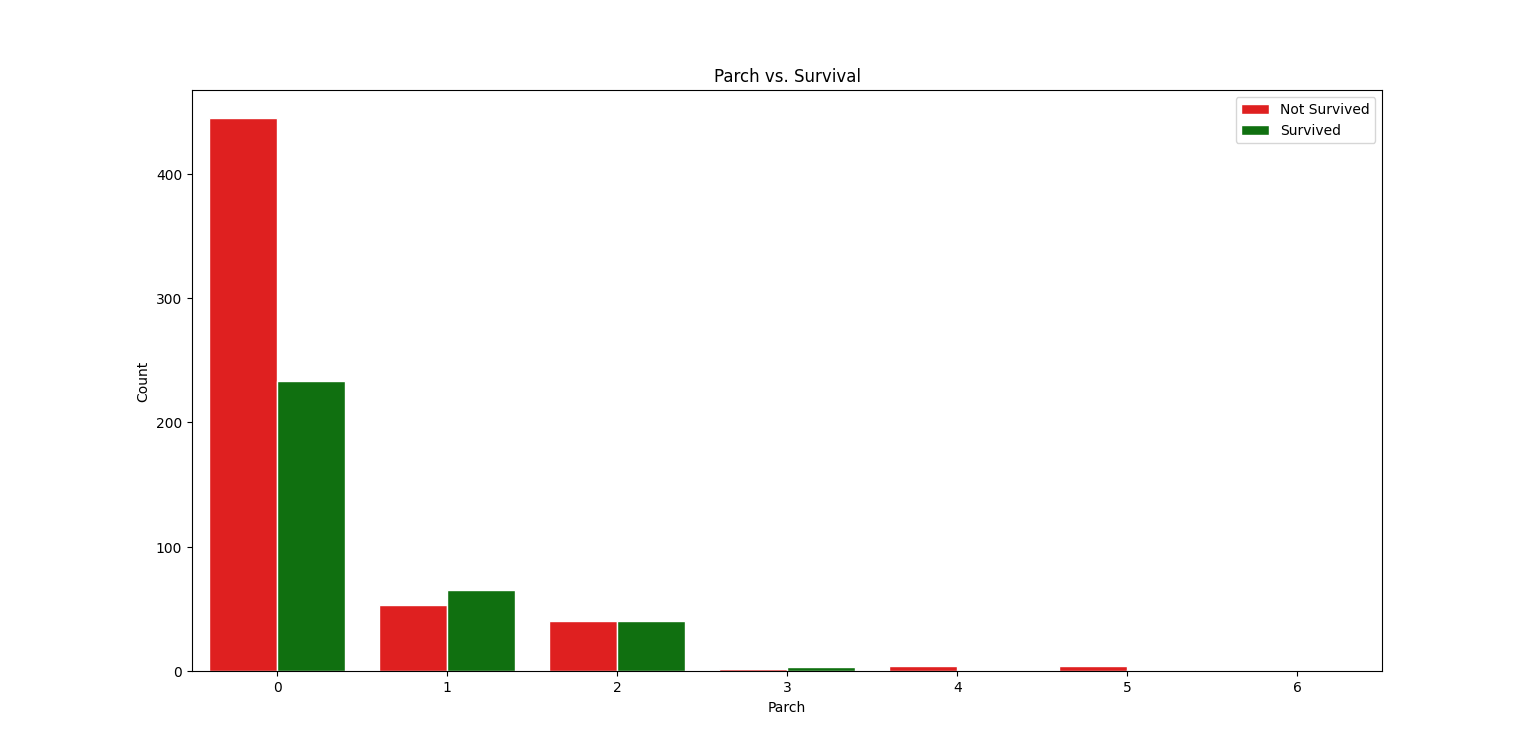 Parch vs. Survival
Not Survived
Survived
400
300
200
100
0
Count
0 1 2 3 4 5 6
Parch